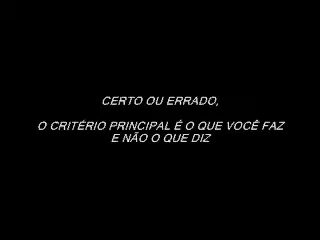 CERTO OU ERRADO,
O CRITÉRIO PRINCIPAL É O QUE VOCÊ FAZ
E NÃO O QUE DIZ